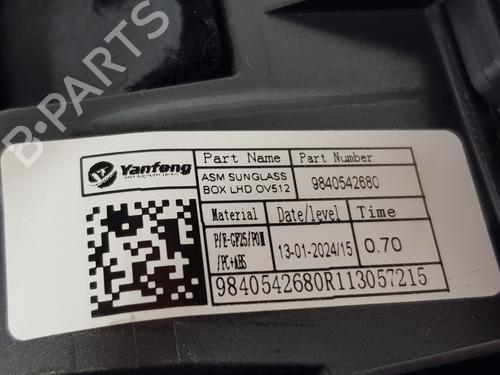 B-PARTS
Yanfeng
Part Name
Part Number
ASM SUNGLASS
BOX LHD OV512
9840542680
Material
Date/level
Time
P/E-GF25/POM
/PC+ABS
13-01-2024/15
0.70
9840542680R113057215